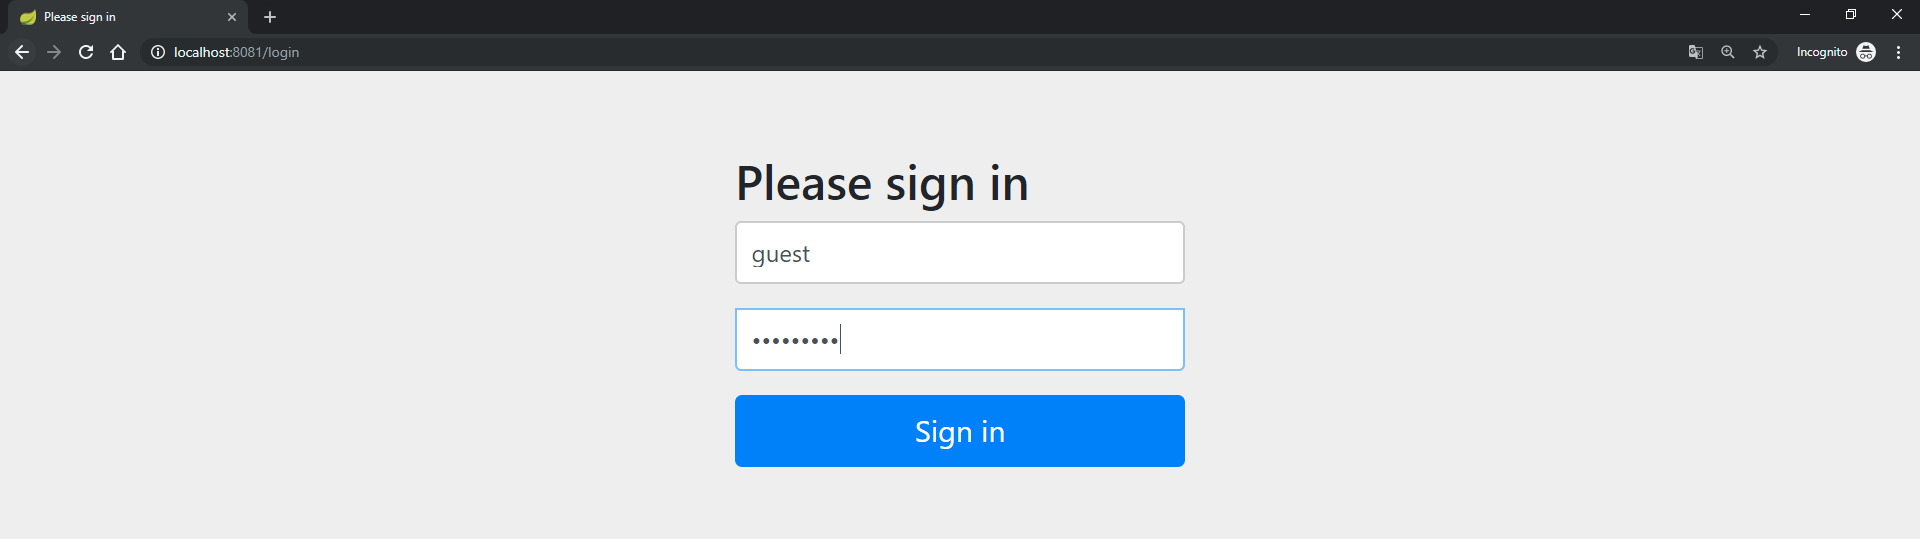 Please sign in
localhost:8081/login
Incognito
Please sign in
guest
•••••••••
Sign in